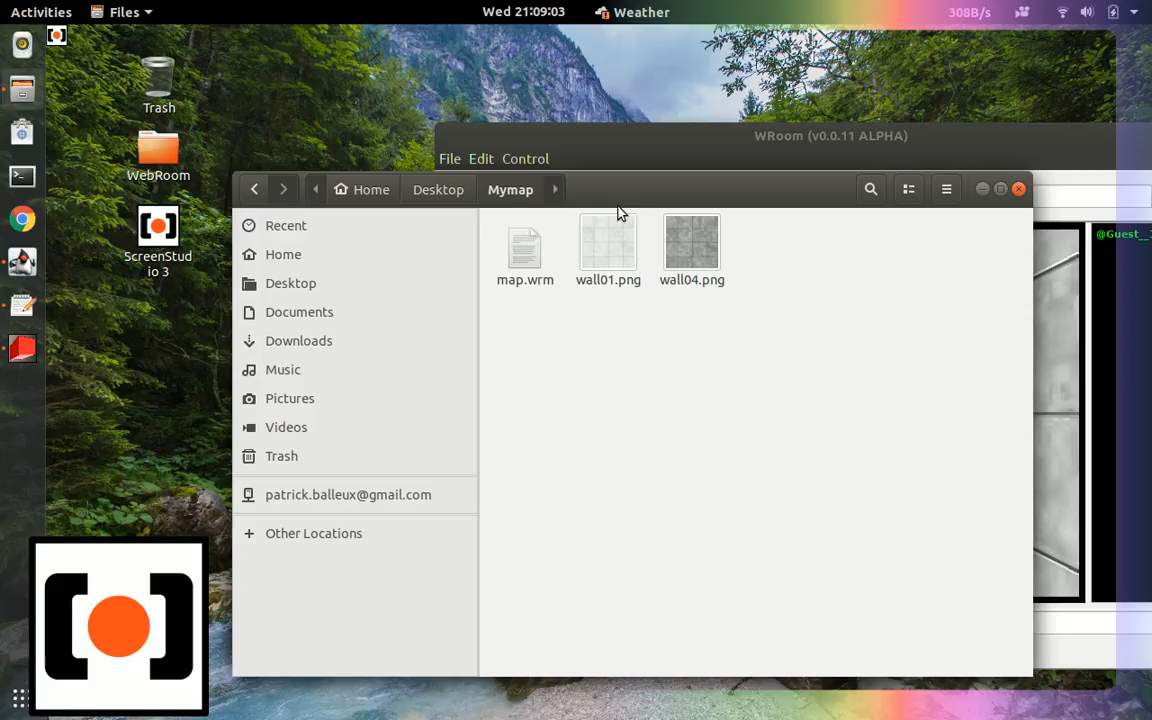 Activities Files Wed 21:09:03 Weather 308B/s
Trash
WebRoom
ScreenStud
io 3
WRoom (v0.0.11 ALPHA)
File Edit Control
Home Desktop Mymap
Recent
Home
Desktop
Documents
Downloads
Music
Pictures
Videos
Trash
patrick.balleux@gmail.com
Other Locations
map.wrm wall01.png wall04.png